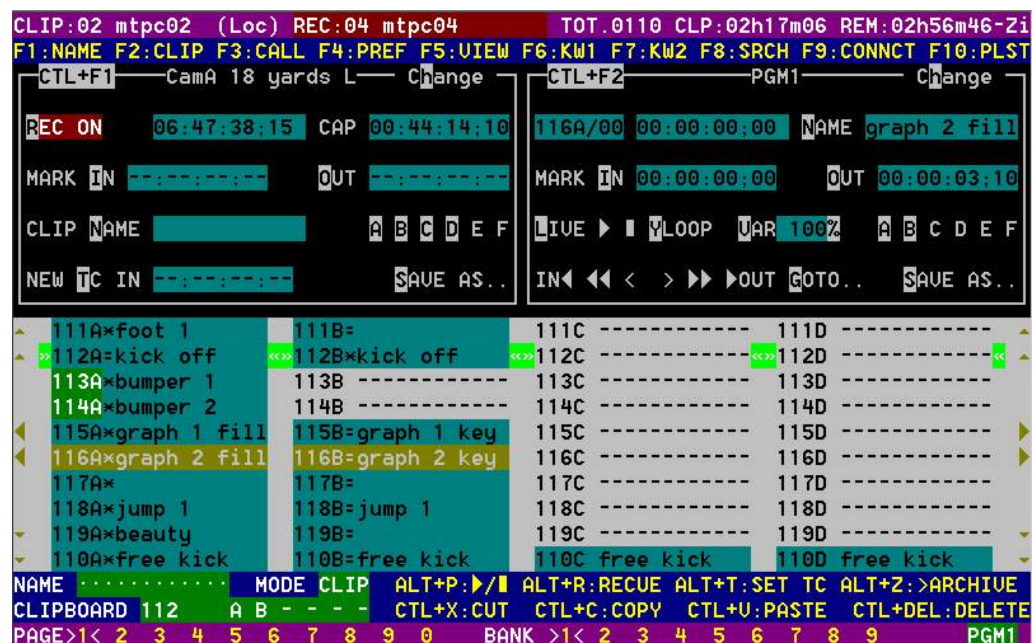 CLIP:02 mtpc02 (Loc) REC:04 mtpc04 TOT.0110 CLP:02h17m06 REM:02h56m46-Z1
F1:NAME F2:CLIP F3:CALL F4:PREF F5:VIEW F6:KW1 F7:KW2 F8:SRCH F9:CONNCT F10:PLST
CTL+F1 CamA 18 yards L Change CTL+F2 PGM1 Change
REC ON 06:47:38;15 CAP 00:44:14;10 116A/00 00:00:00;00 NAME graph 2 fill
MARK IN --:--:--:-- OUT --:--:--:-- MARK IN 00:00:00;00 OUT 00:00:03;10
CLIP NAME A B C D E F LIVE ▶ ▮ YLOOP VAR 100% A B C D E F
NEW TC IN --:--:--:-- SAVE AS.. IN◀ ◀◀ < > ▶▶ ▶OUT GOTO.. SAVE AS..
111A*foot 1 111B= 111C ------------ 111D ------------
»112A=kick off «»112B*kick off «»112C ------------«»112D ------------«
113A*bumper 1 113B ------------ 113C ------------ 113D ------------
114A*bumper 2 114B ------------ 114C ------------ 114D ------------
115A*graph 1 fill 115B=graph 1 key 115C ------------ 115D ------------
116A*graph 2 fill 116B=graph 2 key 116C ------------ 116D ------------
117A* 117B= 117C ------------ 117D ------------
118A*jump 1 118B=jump 1 118C ------------ 118D ------------
119A*beauty 119B= 119C ------------ 119D ------------
110A*free kick 110B=free kick 110C free kick 110D free kick
NAME ············ MODE CLIP ALT+P:▶/▮ ALT+R:RECUE ALT+T:SET TC ALT+Z:>ARCHIVE
CLIPBOARD 112 A B - - - - CTL+X:CUT CTL+C:COPY CTL+V:PASTE CTL+DEL:DELETE
PAGE>1< 2 3 4 5 6 7 8 9 0 BANK >1< 2 3 4 5 6 7 8 9 PGM1